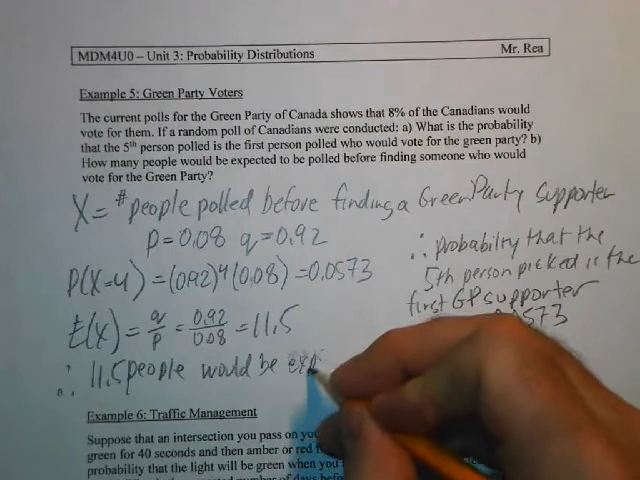 MDM4U0 – Unit 3: Probability Distributions Mr. Rea
Example 5: Green Party Voters
The current polls for the Green Party of Canada shows that 8% of the Canadians would
vote for them. If a random poll of Canadians were conducted: a) What is the probability
that the 5th person polled is the first person polled who would vote for the green party? b)
How many people would be expected to be polled before finding someone who would
vote for the Green Party?
X = # people polled before finding a Green Party supporter
p = 0.08 q = 0.92
P(X=4) = (0.92)^4 (0.08) = 0.0573
∴ probability that the
5th person picked is the
first GP supporter
E(X) = q/p = 0.92/0.08 = 11.5
∴ 11.5 people would be exp
Example 6: Traffic Management
Suppose that an intersection you pass on
green for 40 seconds and then amber or red
probability that the light will be green when you